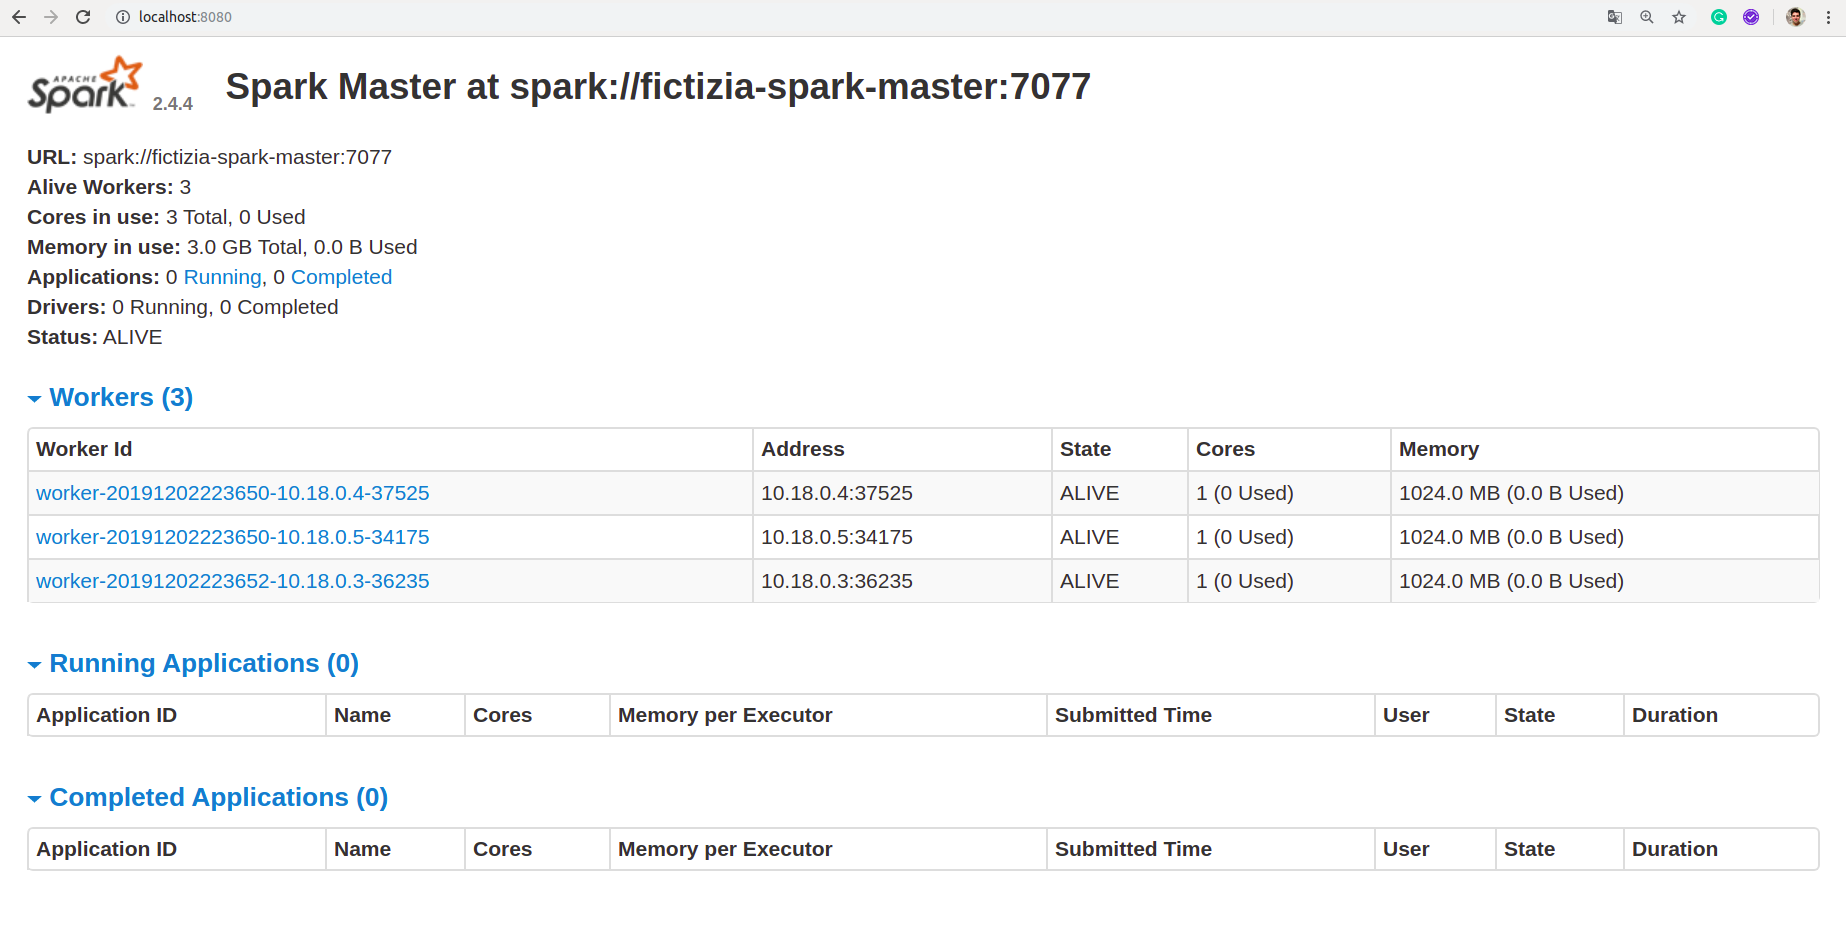 localhost:8080
APACHE
Spark™ 2.4.4 Spark Master at spark://fictizia-spark-master:7077
URL: spark://fictizia-spark-master:7077
Alive Workers: 3
Cores in use: 3 Total, 0 Used
Memory in use: 3.0 GB Total, 0.0 B Used
Applications: 0 Running, 0 Completed
Drivers: 0 Running, 0 Completed
Status: ALIVE
Workers (3)
Worker Id Address State Cores Memory
worker-20191202223650-10.18.0.4-37525 10.18.0.4:37525 ALIVE 1 (0 Used) 1024.0 MB (0.0 B Used)
worker-20191202223650-10.18.0.5-34175 10.18.0.5:34175 ALIVE 1 (0 Used) 1024.0 MB (0.0 B Used)
worker-20191202223652-10.18.0.3-36235 10.18.0.3:36235 ALIVE 1 (0 Used) 1024.0 MB (0.0 B Used)
Running Applications (0)
Application ID Name Cores Memory per Executor Submitted Time User State Duration
Completed Applications (0)
Application ID Name Cores Memory per Executor Submitted Time User State Duration